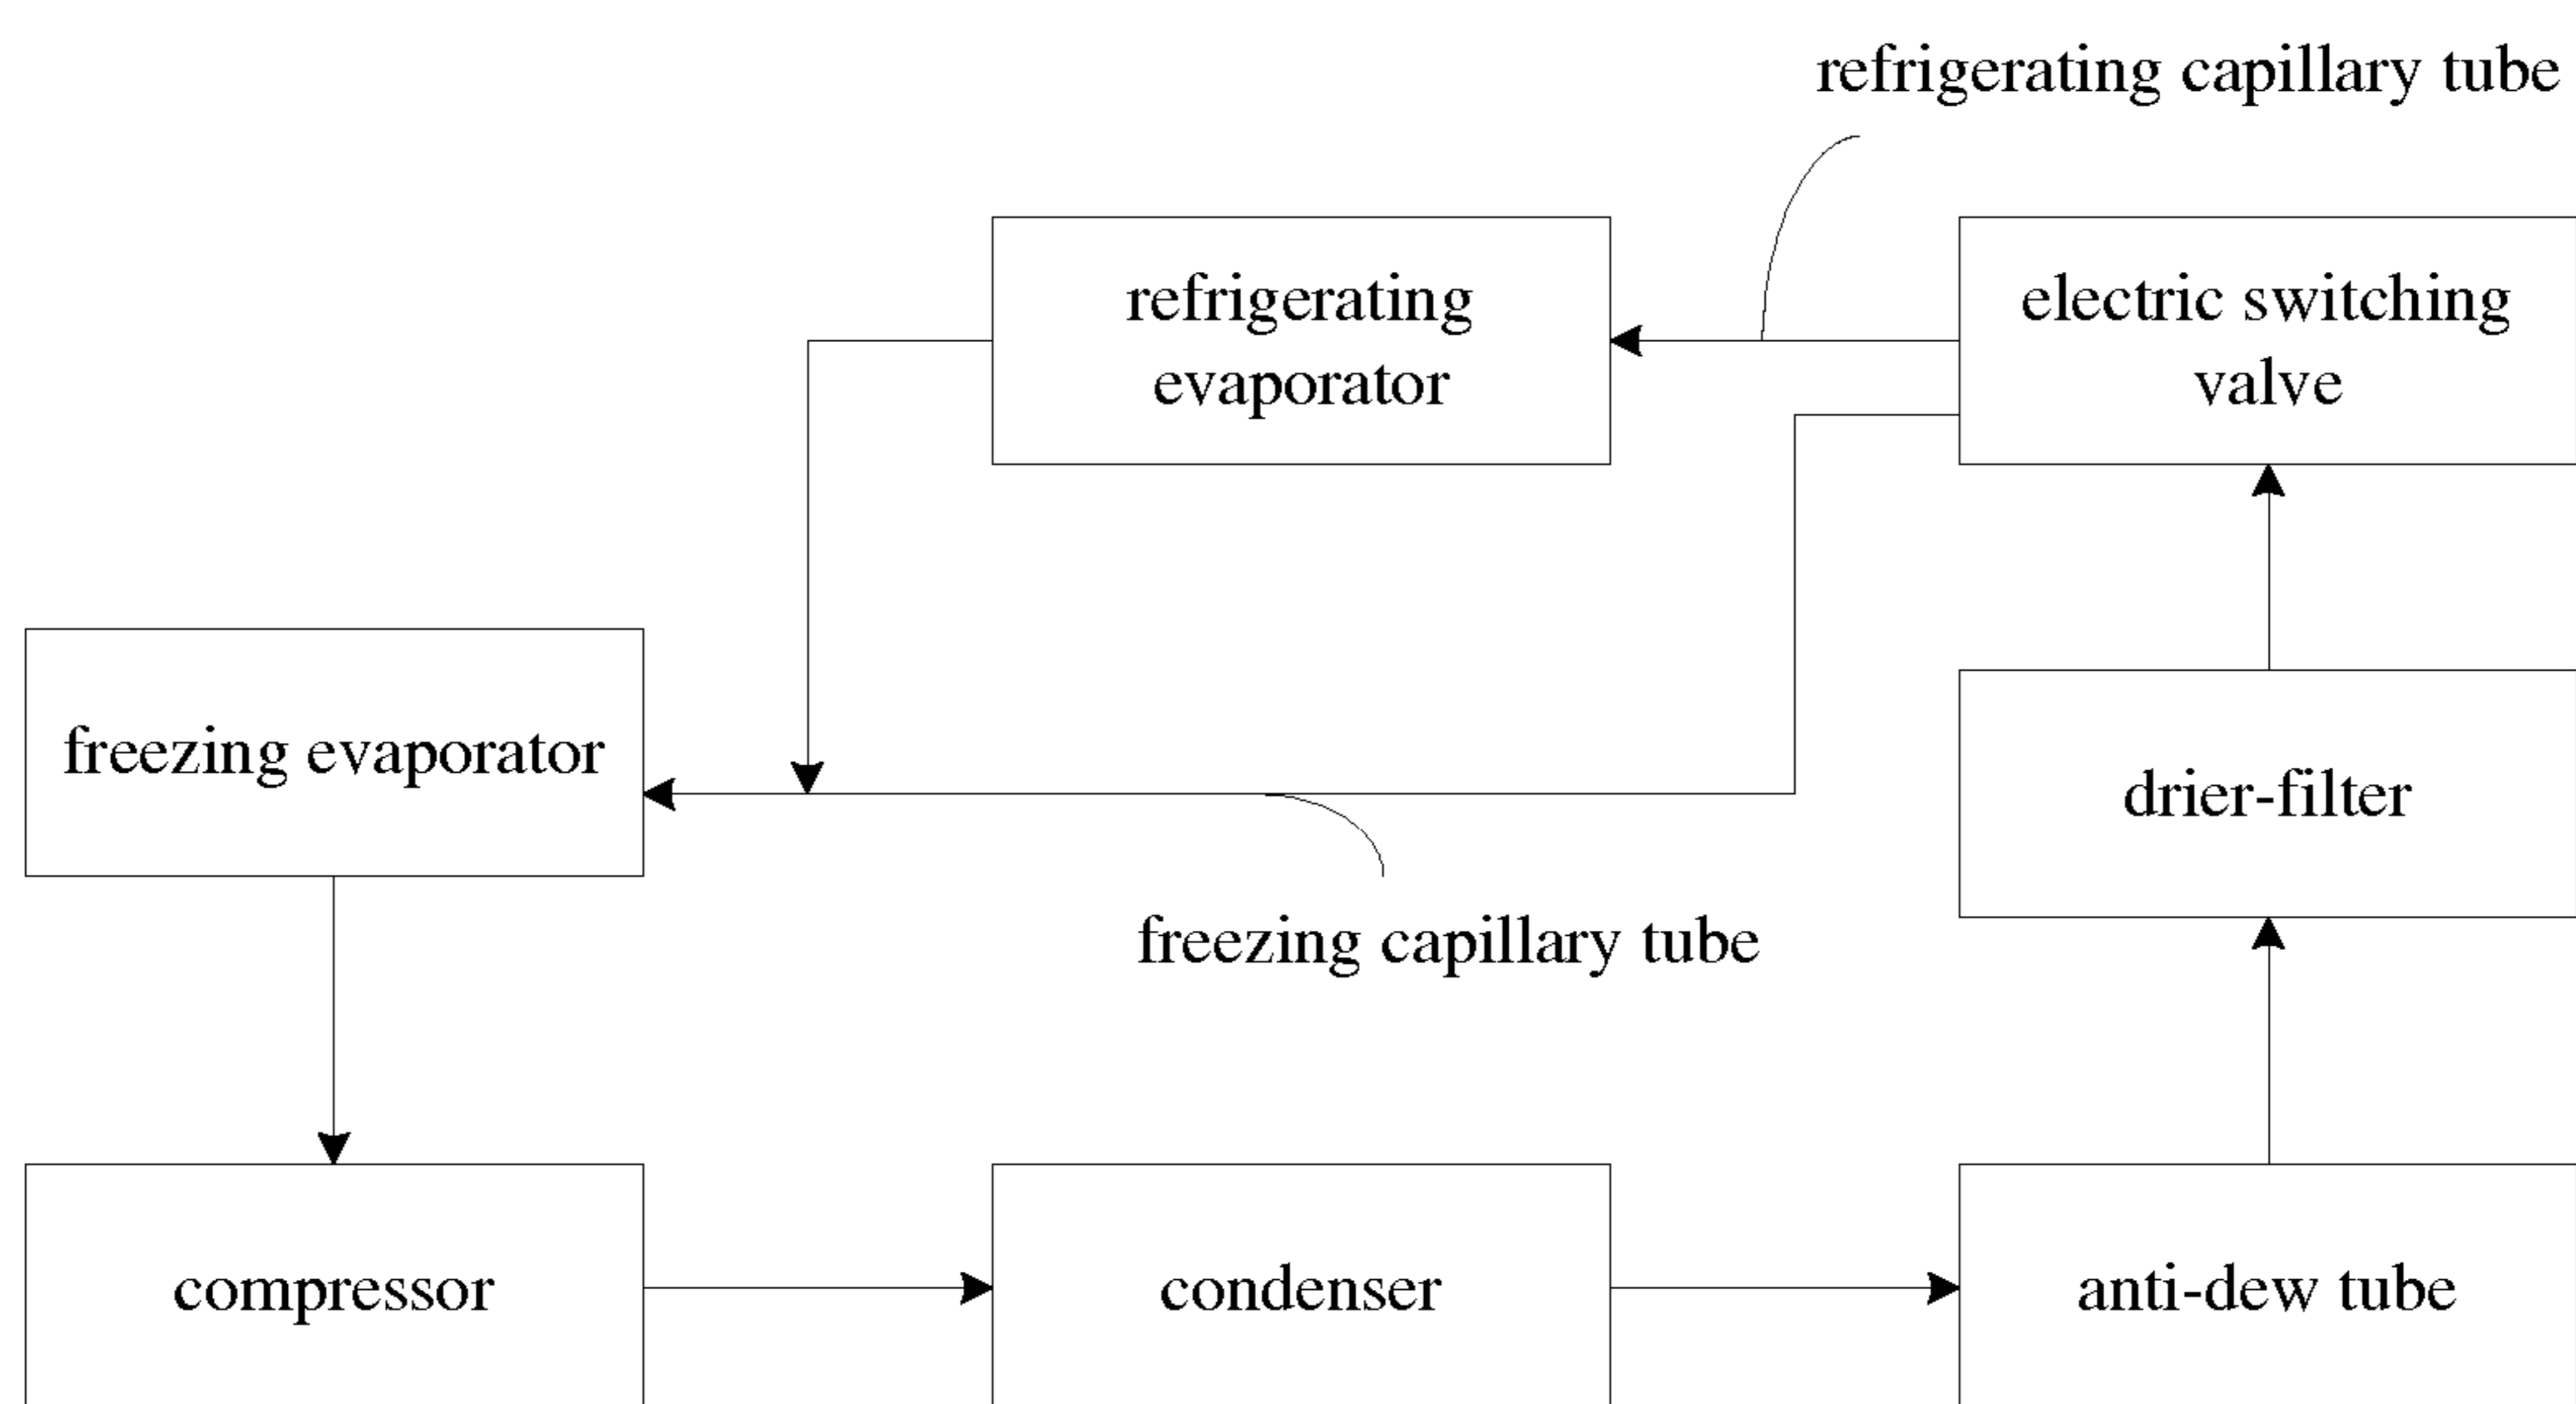 refrigerating capillary tube
refrigerating
evaporator
electric switching
valve
freezing evaporator
drier-filter
freezing capillary tube
compressor
condenser
anti-dew tube